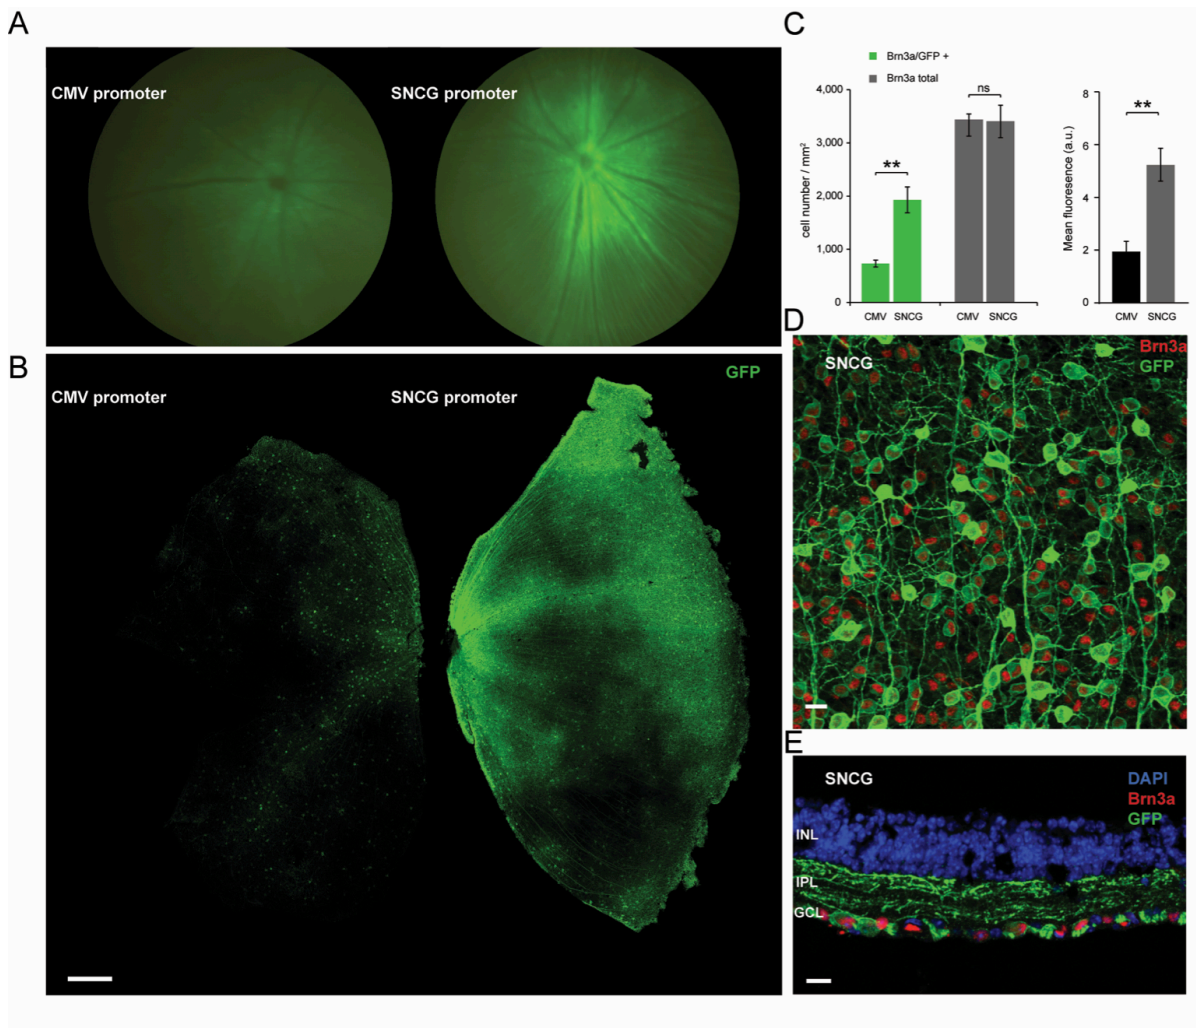 A
CMV promoter
SNCG promoter
B
CMV promoter
SNCG promoter
GFP
C
Brn3a/GFP +
Brn3a total
cell number / mm²
4,000
3,000
2,000
1,000
0
**
ns
CMV SNCG
CMV SNCG
Mean fluoresence (a.u.)
8
6
4
2
0
**
CMV SNCG
D
SNCG
Brn3a
GFP
E
SNCG
DAPI
Brn3a
GFP
INL
IPL
GCL